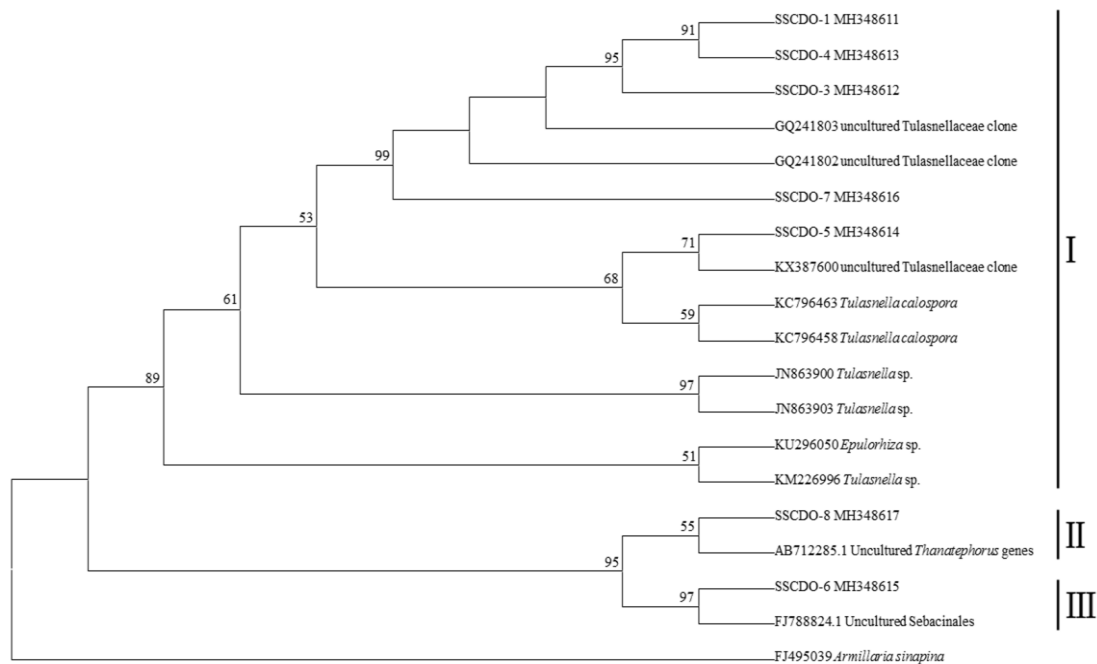 SSCDO-1 MH348611
91
SSCDO-4 MH348613
95
SSCDO-3 MH348612
GQ241803 uncultured Tulasnellaceae clone
99
GQ241802 uncultured Tulasnellaceae clone
SSCDO-7 MH348616
53
SSCDO-5 MH348614
71
I
KX387600 uncultured Tulasnellaceae clone
68
61
KC796463 Tulasnella calospora
59
KC796458 Tulasnella calospora
89
JN863900 Tulasnella sp.
97
JN863903 Tulasnella sp.
KU296050 Epulorhiza sp.
51
KM226996 Tulasnella sp.
SSCDO-8 MH348617
55
II
AB712285.1 Uncultured Thanatephorus genes
95
SSCDO-6 MH348615
97
III
FJ788824.1 Uncultured Sebacinales
FJ495039 Armillaria sinapina